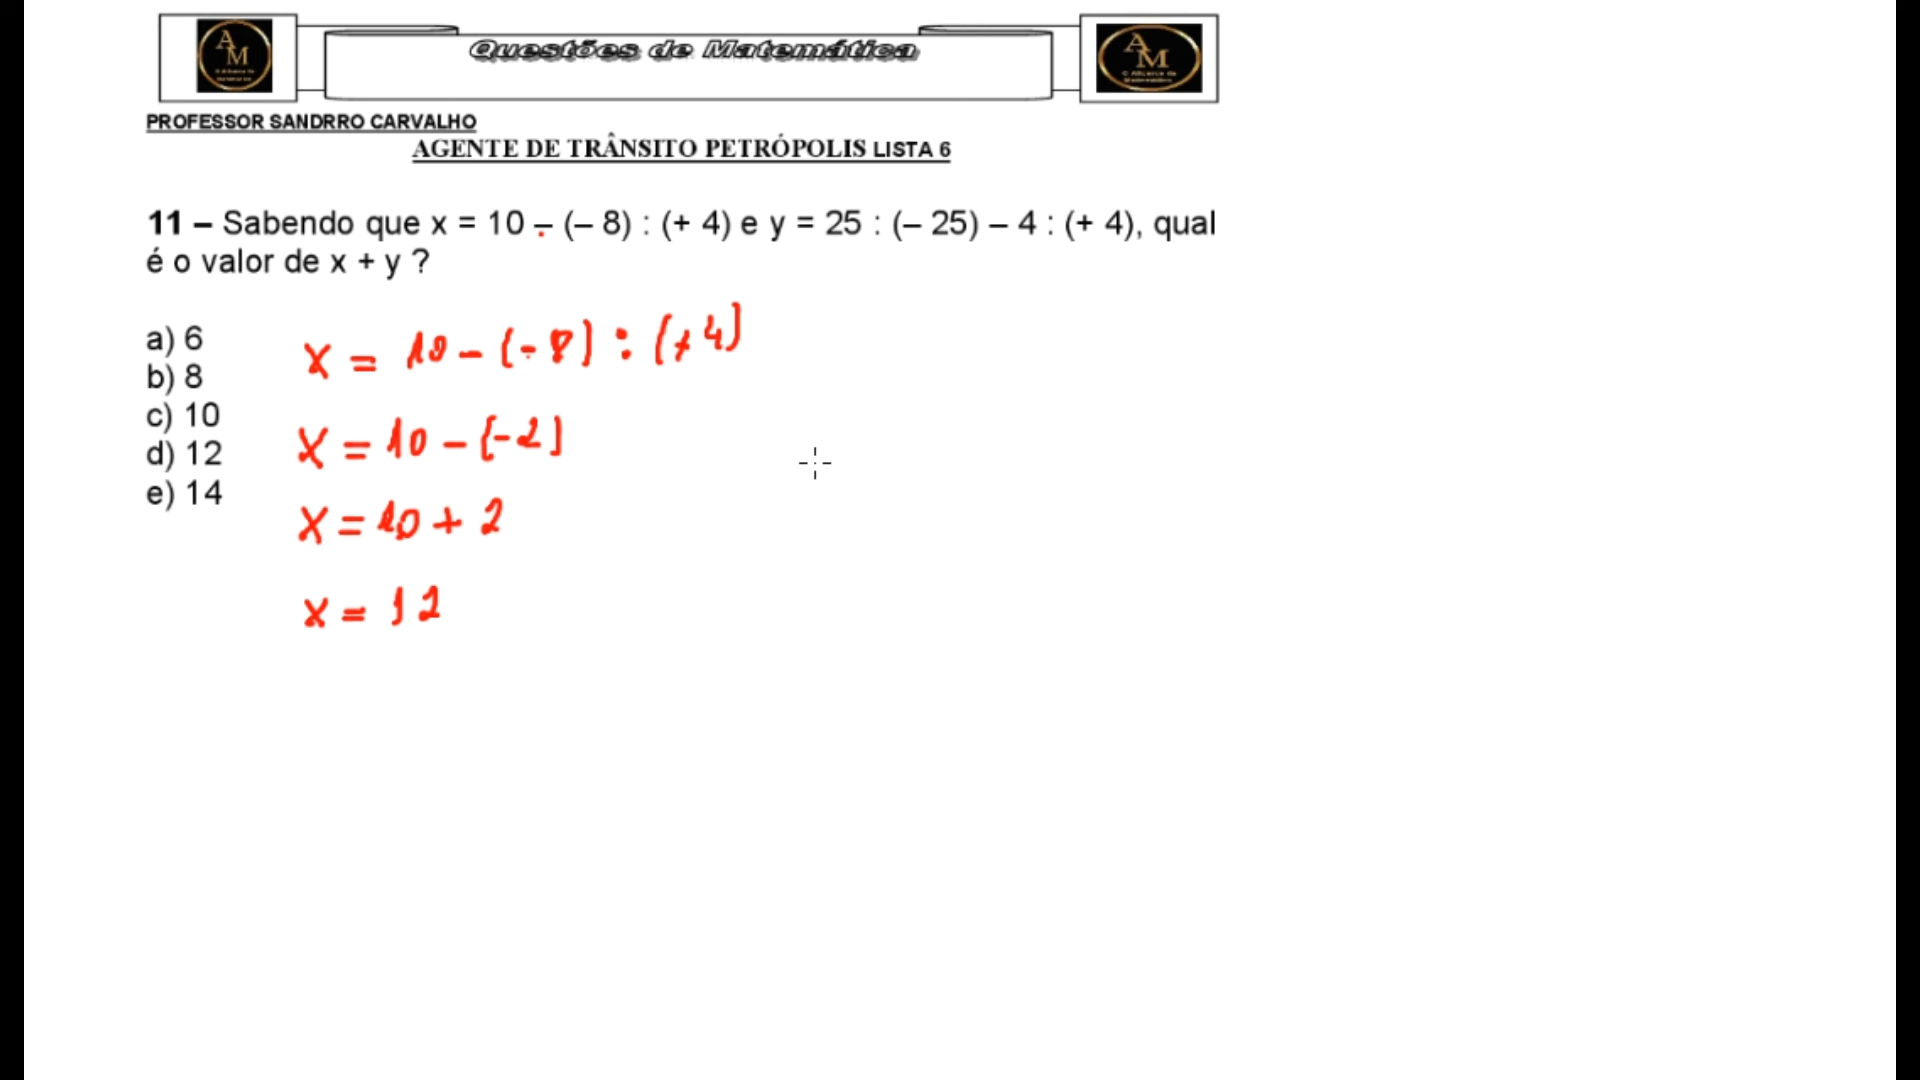 A
M
Questões de Matemática
A
M
PROFESSOR SANDRRO CARVALHO
AGENTE DE TRÂNSITO PETRÓPOLIS LISTA 6
11 – Sabendo que x = 10 – (– 8) : (+ 4) e y = 25 : (– 25) – 4 : (+ 4), qual
é o valor de x + y ?
a) 6
b) 8
c) 10
d) 12
e) 14
x = 10 - (- 8) : (+ 4)
x = 10 - (-2)
x = 10 + 2
x = 12